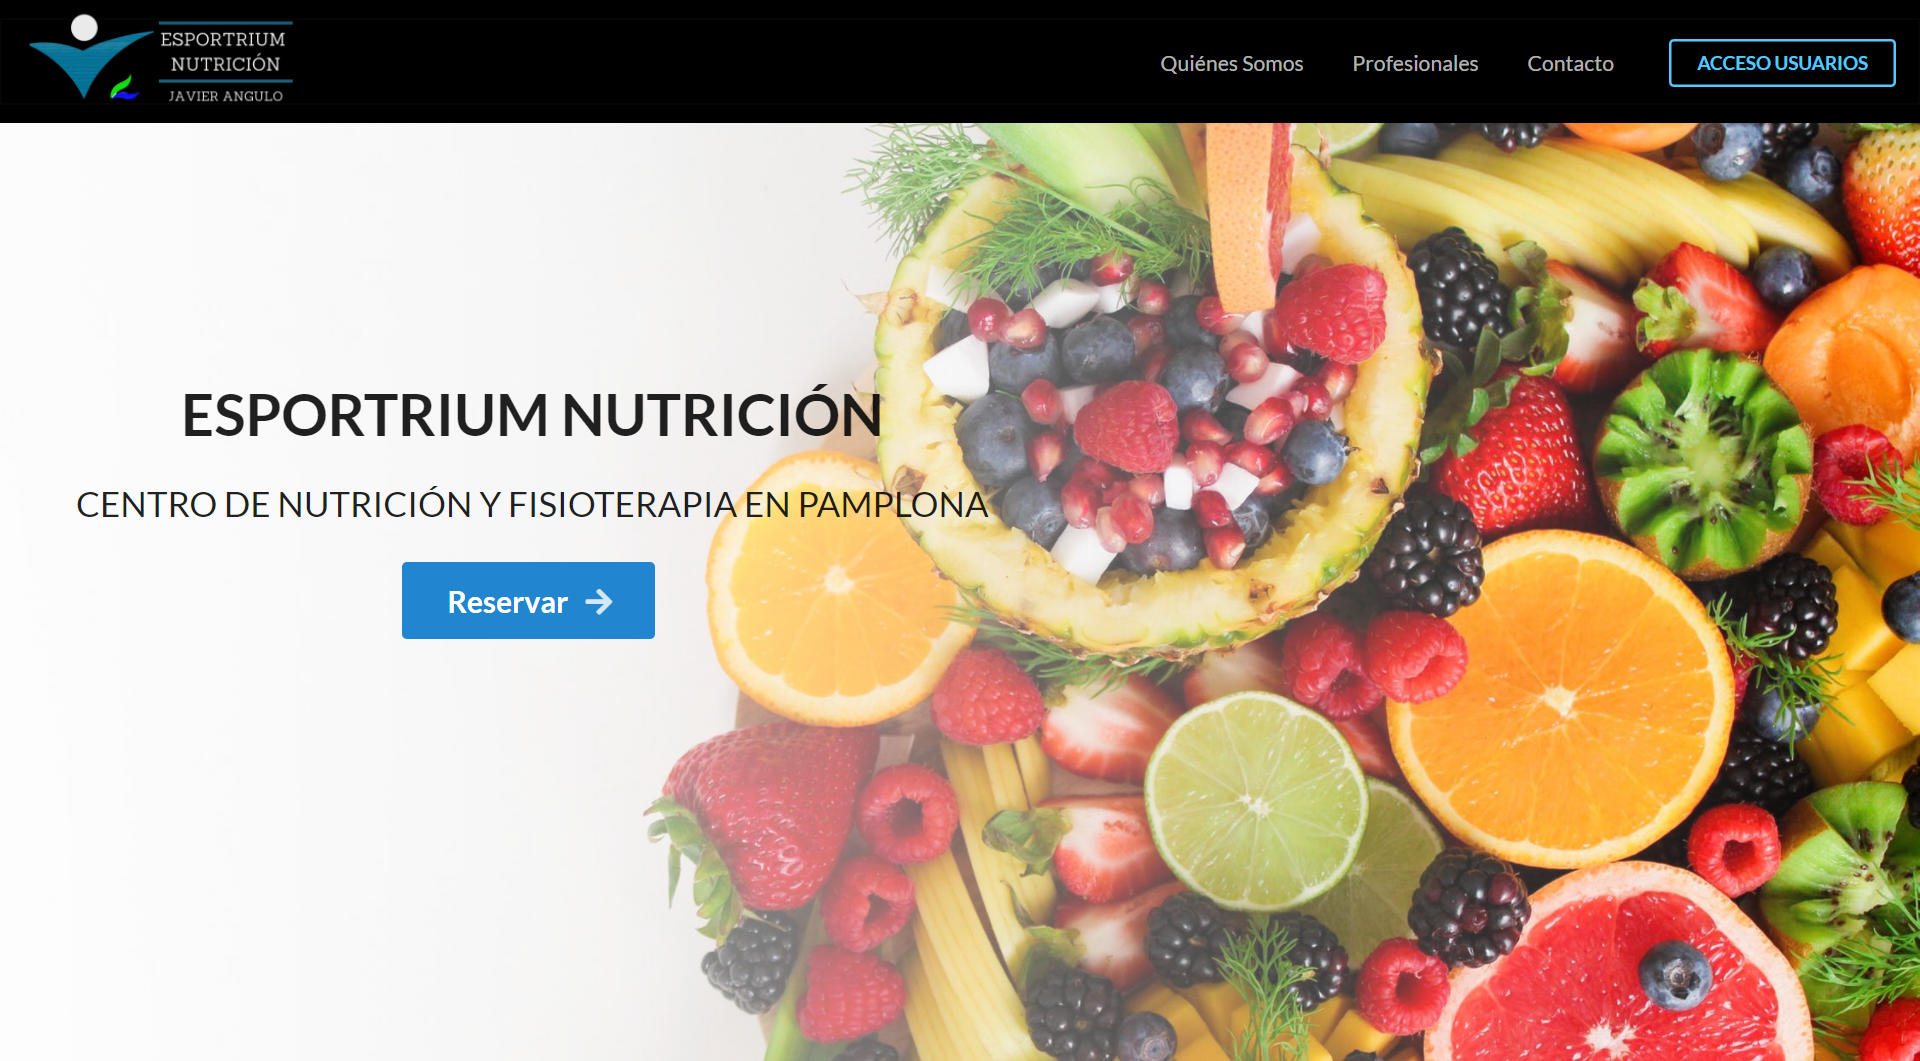 ESPORTRIUM
NUTRICIÓN
JAVIER ANGULO
Quiénes Somos
Profesionales
Contacto
ACCESO USUARIOS
ESPORTRIUM NUTRICIÓN
CENTRO DE NUTRICIÓN Y FISIOTERAPIA EN PAMPLONA
Reservar